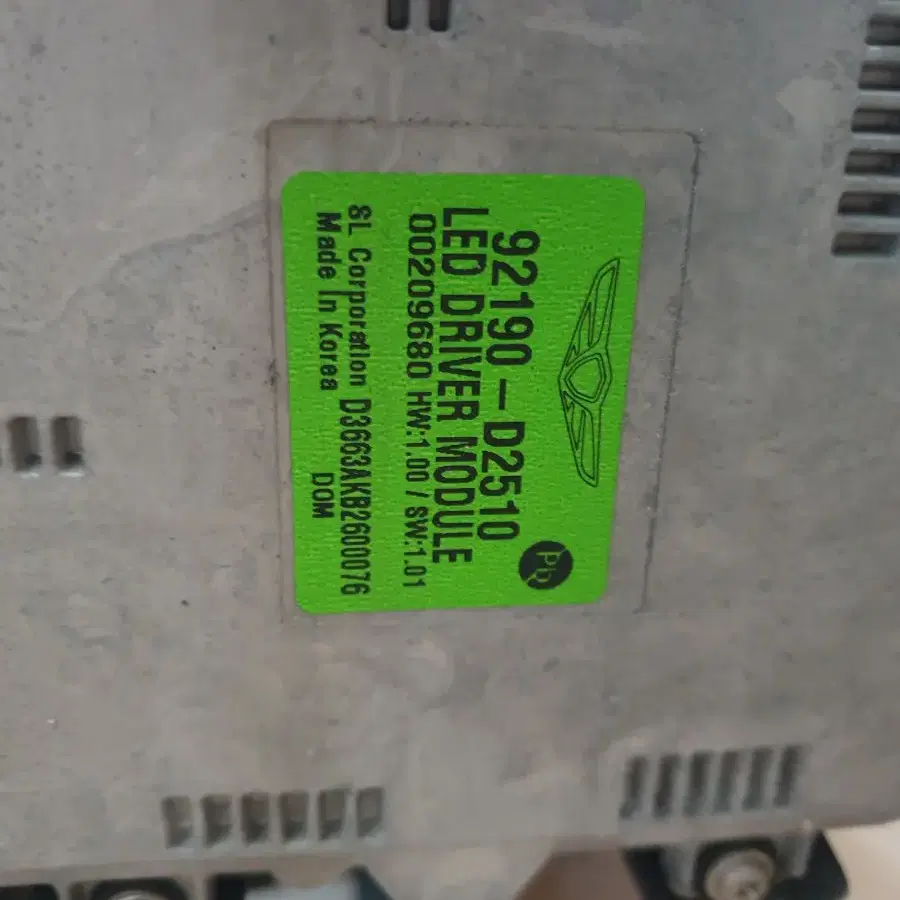 92190-D2510
LED DRIVER MODULE
00209680 HW:1.00 / SW:1.01
SL Corporation D3663AKB2600076
Made In Korea DOM
Pb